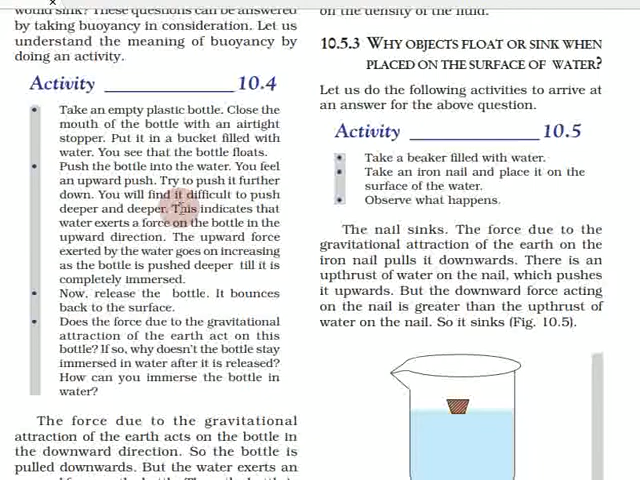 would sink? These questions can be answered
by taking buoyancy in consideration. Let us
understand the meaning of buoyancy by
doing an activity.
Activity ______________ 10.4
• Take an empty plastic bottle. Close the
mouth of the bottle with an airtight
stopper. Put it in a bucket filled with
water. You see that the bottle floats.
• Push the bottle into the water. You feel
an upward push. Try to push it further
down. You will find it difficult to push
deeper and deeper. This indicates that
water exerts a force on the bottle in the
upward direction. The upward force
exerted by the water goes on increasing
as the bottle is pushed deeper till it is
completely immersed.
• Now, release the bottle. It bounces
back to the surface.
• Does the force due to the gravitational
attraction of the earth act on this
bottle? If so, why doesn't the bottle stay
immersed in water after it is released?
How can you immerse the bottle in
water?
The force due to the gravitational
attraction of the earth acts on the bottle in
the downward direction. So the bottle is
pulled downwards. But the water exerts an
on the density of the fluid.
10.5.3 WHY OBJECTS FLOAT OR SINK WHEN
PLACED ON THE SURFACE OF WATER?
Let us do the following activities to arrive at
an answer for the above question.
Activity ______________ 10.5
• Take a beaker filled with water.
• Take an iron nail and place it on the
surface of the water.
• Observe what happens.
The nail sinks. The force due to the
gravitational attraction of the earth on the
iron nail pulls it downwards. There is an
upthrust of water on the nail, which pushes
it upwards. But the downward force acting
on the nail is greater than the upthrust of
water on the nail. So it sinks (Fig. 10.5).